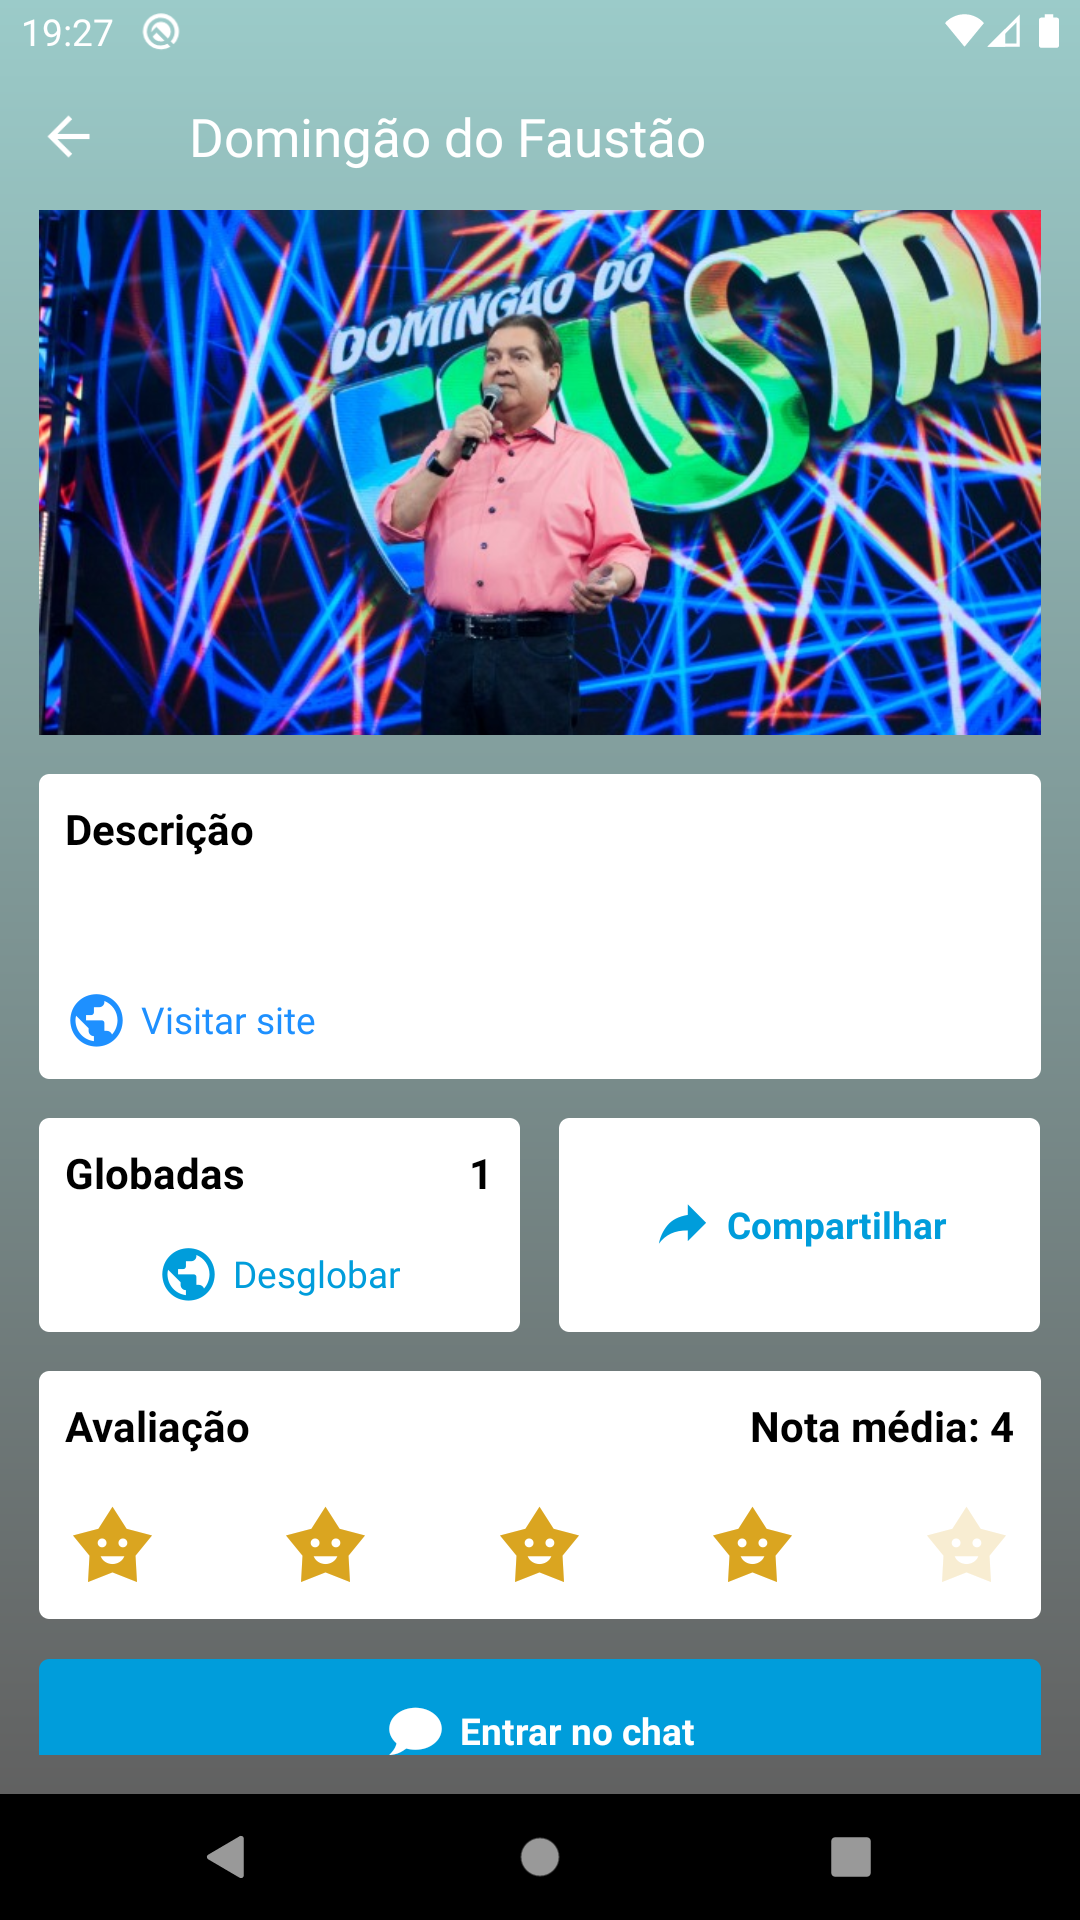 19:27
Domingão do Faustão
DOMINGÃO DO
FAUSTÃO
Descrição
Visitar site
Globadas 1
Desglobar
Compartilhar
Avaliação Nota média: 4
Entrar no chat